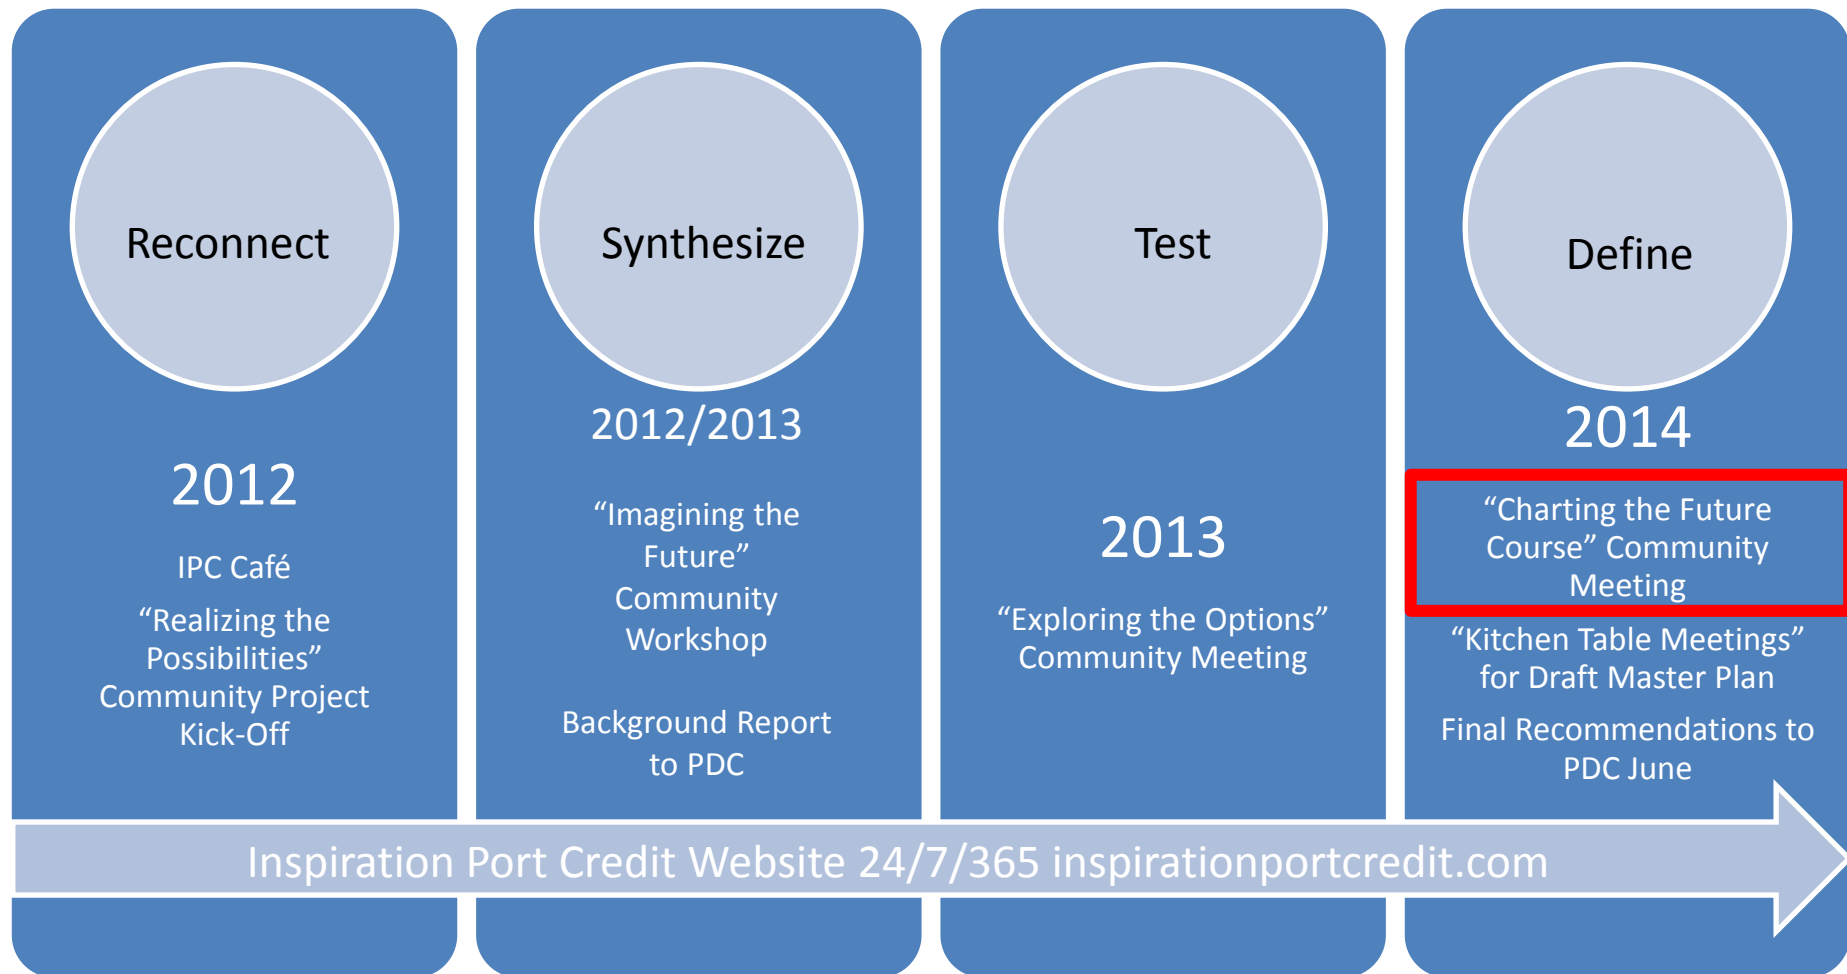 Reconnect
2012
IPC Café
“Realizing the
Possibilities”
Community Project
Kick-Off
Synthesize
2012/2013
“Imagining the
Future”
Community
Workshop
Background Report
to PDC
Test
2013
“Exploring the Options”
Community Meeting
Define
2014
“Charting the Future
Course” Community
Meeting
“Kitchen Table Meetings”
for Draft Master Plan
Final Recommendations to
PDC June
Inspiration Port Credit Website 24/7/365 inspirationportcredit.com